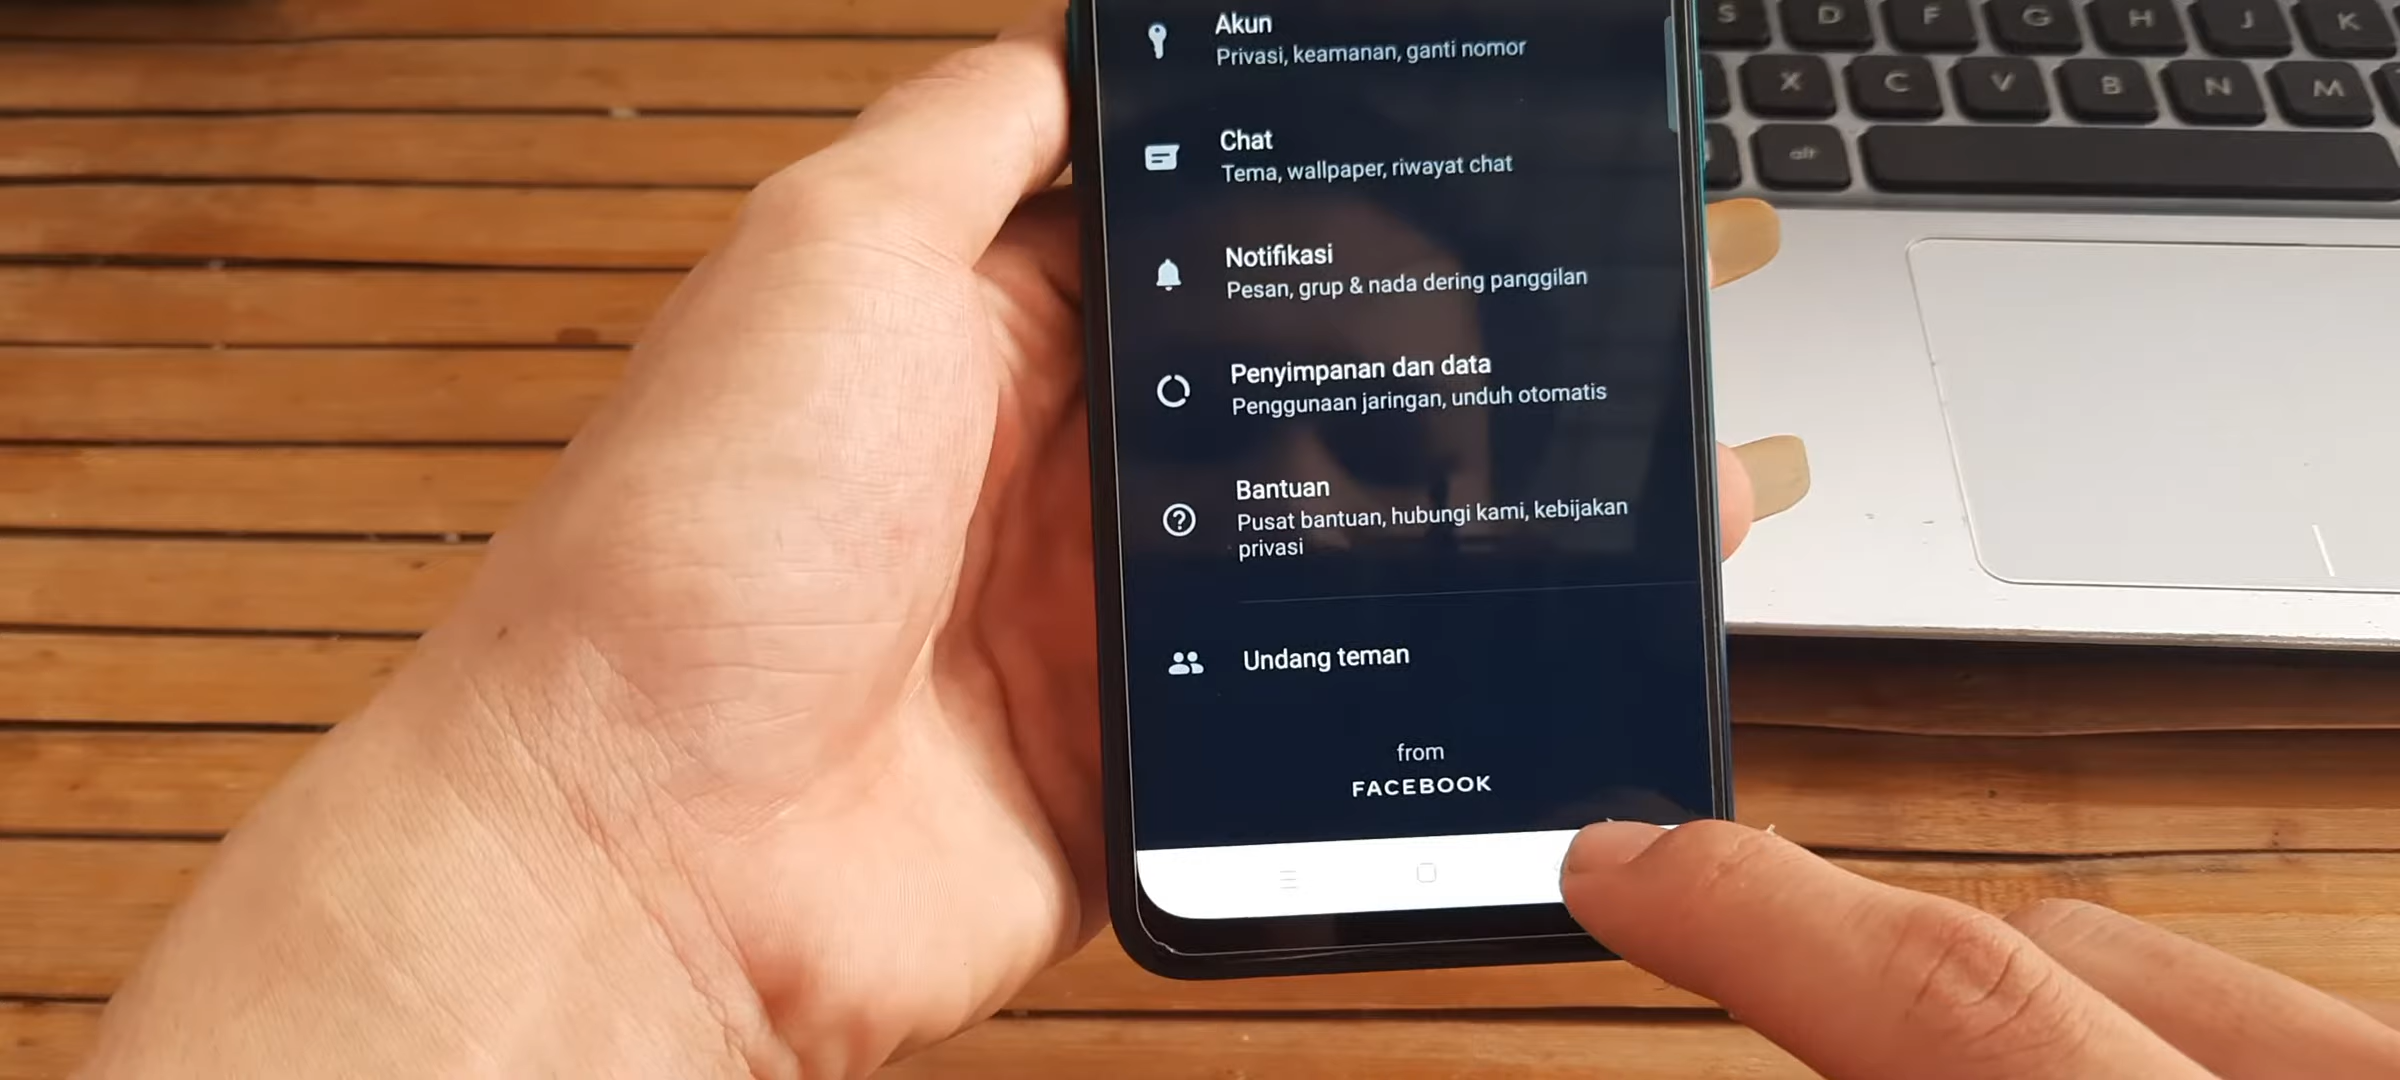 Akun
Privasi, keamanan, ganti nomor
Chat
Tema, wallpaper, riwayat chat
Notifikasi
Pesan, grup & nada dering panggilan
Penyimpanan dan data
Penggunaan jaringan, unduh otomatis
Bantuan
Pusat bantuan, hubungi kami, kebijakan
privasi
Undang teman
from
FACEBOOK
S D F G H J K
X C V B N M
alt